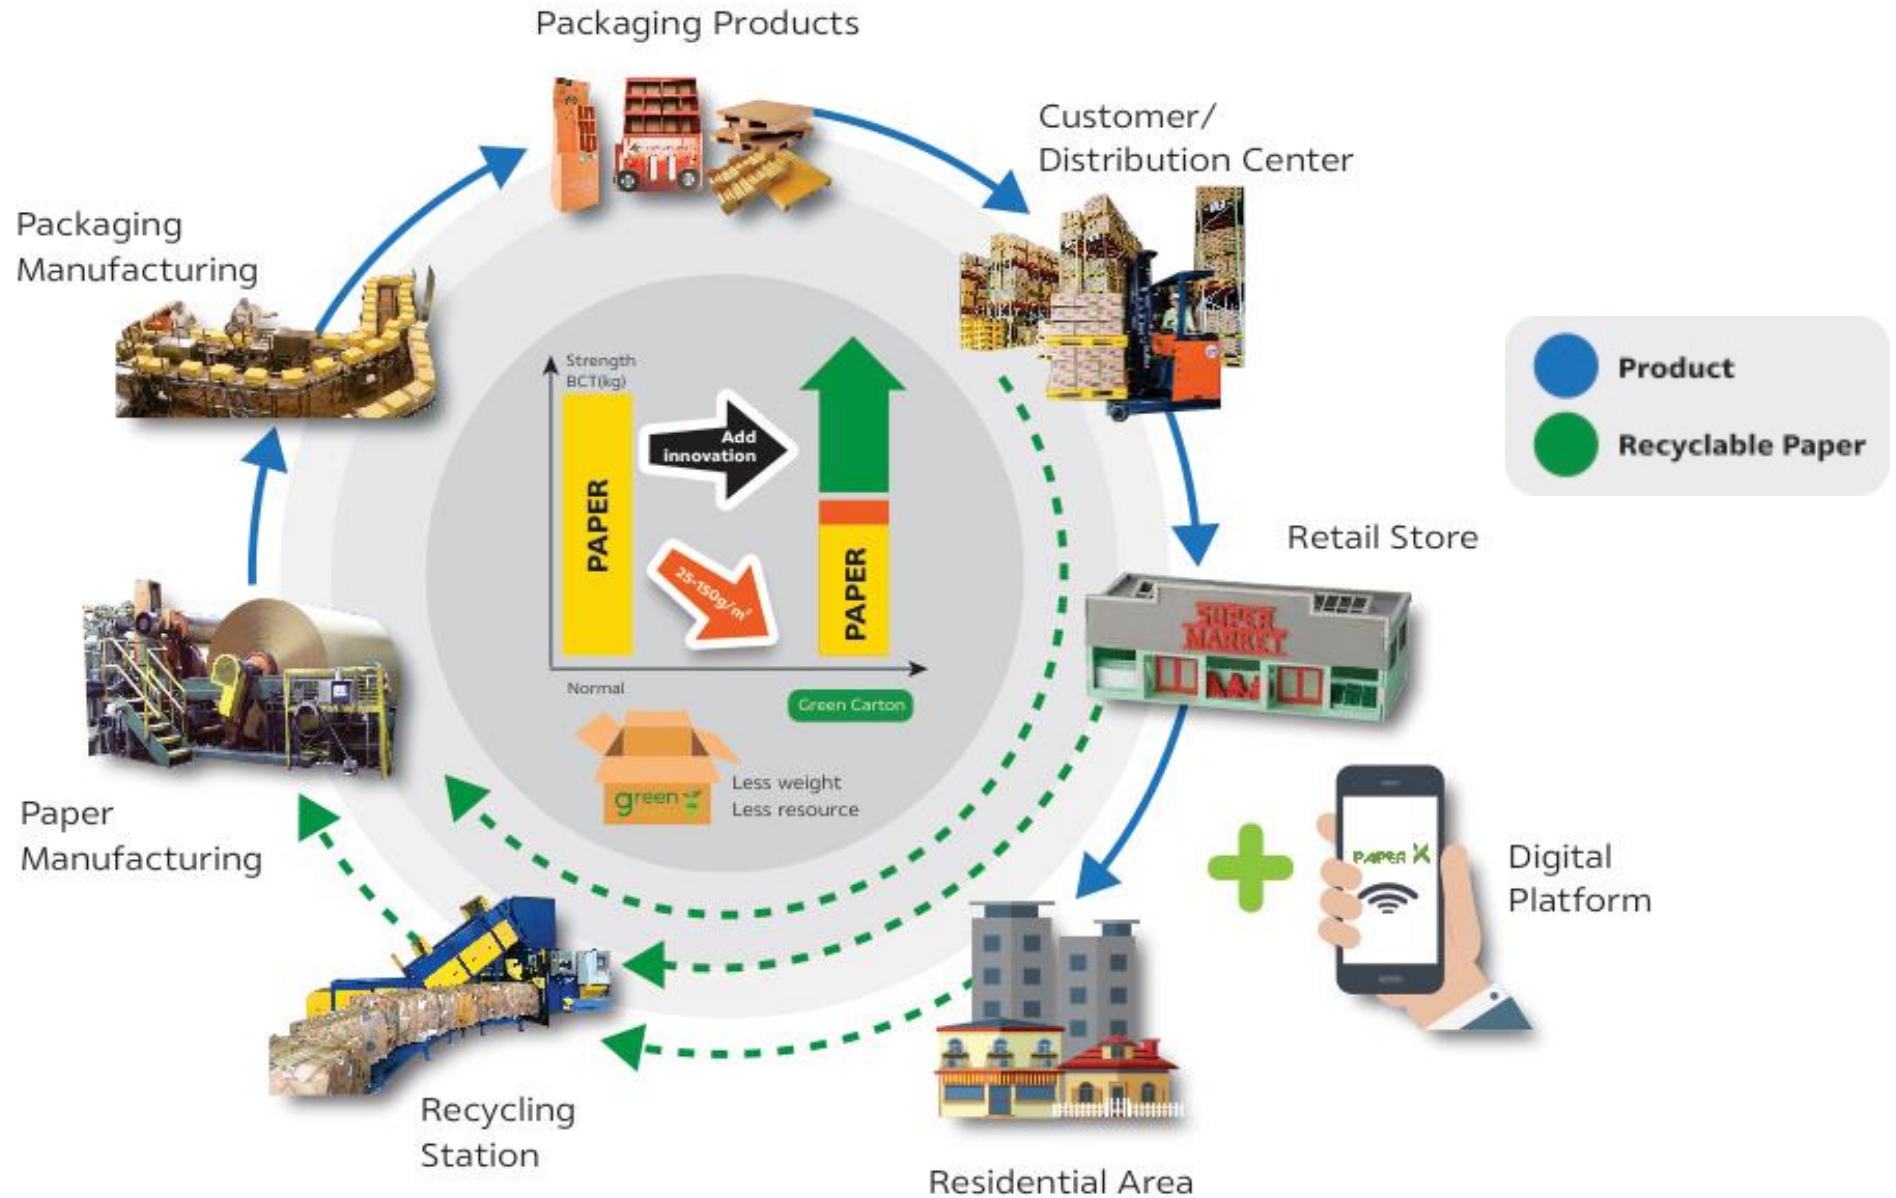 Packaging Products
Customer/
Distribution Center
Packaging
Manufacturing
Strength
BCT(kg)
Add
innovation
PAPER
25-150g/m²
PAPER
Normal
Green Carton
green
Less weight
Less resource
Product
Recyclable Paper
Retail Store
SUPER
MARKET
Paper
Manufacturing
PAPER X
Digital
Platform
Recycling
Station
Residential Area